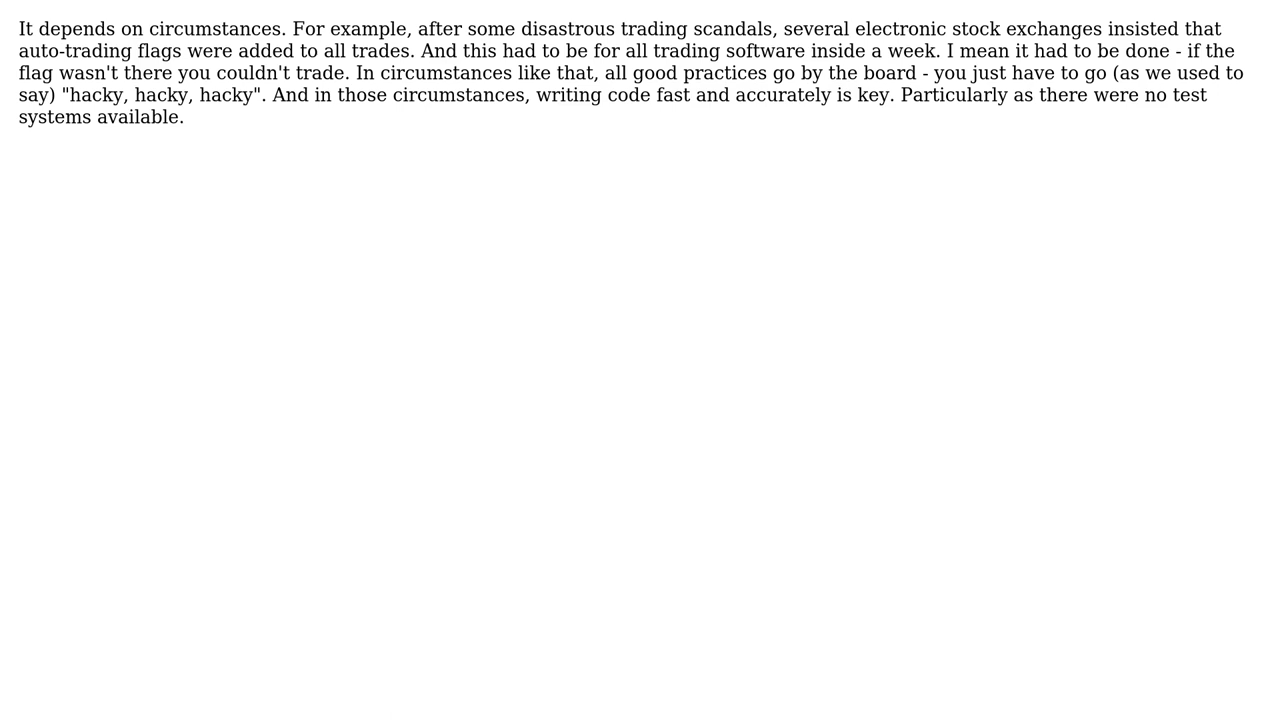 It depends on circumstances. For example, after some disastrous trading scandals, several electronic stock exchanges insisted that
auto-trading flags were added to all trades. And this had to be for all trading software inside a week. I mean it had to be done - if the
flag wasn't there you couldn't trade. In circumstances like that, all good practices go by the board - you just have to go (as we used to
say) "hacky, hacky, hacky". And in those circumstances, writing code fast and accurately is key. Particularly as there were no test
systems available.